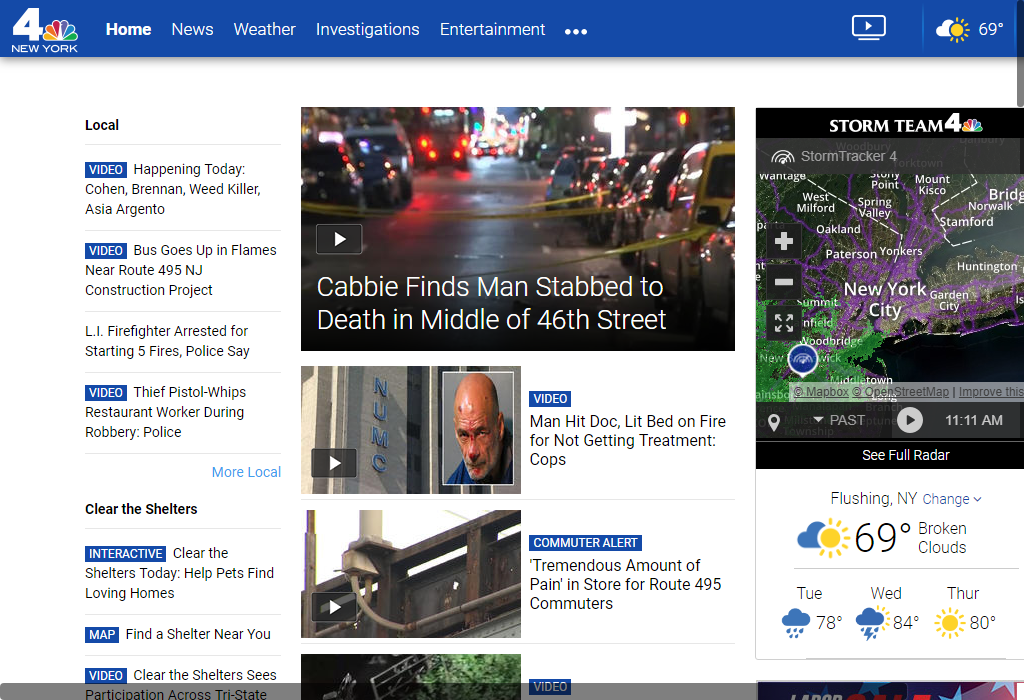 4
NEW YORK
Home News Weather Investigations Entertainment
69°
Local
VIDEO Happening Today:
Cohen, Brennan, Weed Killer,
Asia Argento
VIDEO Bus Goes Up in Flames
Near Route 495 NJ
Construction Project
L.I. Firefighter Arrested for
Starting 5 Fires, Police Say
VIDEO Thief Pistol-Whips
Restaurant Worker During
Robbery: Police
More Local
Clear the Shelters
INTERACTIVE Clear the
Shelters Today: Help Pets Find
Loving Homes
MAP Find a Shelter Near You
VIDEO Clear the Shelters Sees
Participation Across Tri-State
Cabbie Finds Man Stabbed to
Death in Middle of 46th Street
NUMC
VIDEO
Man Hit Doc, Lit Bed on Fire
for Not Getting Treatment:
Cops
COMMUTER ALERT
'Tremendous Amount of
Pain' in Store for Route 495
Commuters
VIDEO
STORM TEAM 4
StormTracker 4
Woodbury
Yorktown
Wantage
Stony
Point
Mount
Kisco
Bridg
West
Milford
Spring
Valley
Norwalk
Stamford
Oakland
Paterson
Yonkers
Huntington
New York
City
Garden
City
Summit
nfield
Woodbridge
New
wick
Middletown
© Mapbox © OpenStreetMap | Improve this
PAST
11:11 AM
Township
See Full Radar
Flushing, NY Change
69° Broken
Clouds
Tue Wed Thur
78° 84° 80°
LABOR